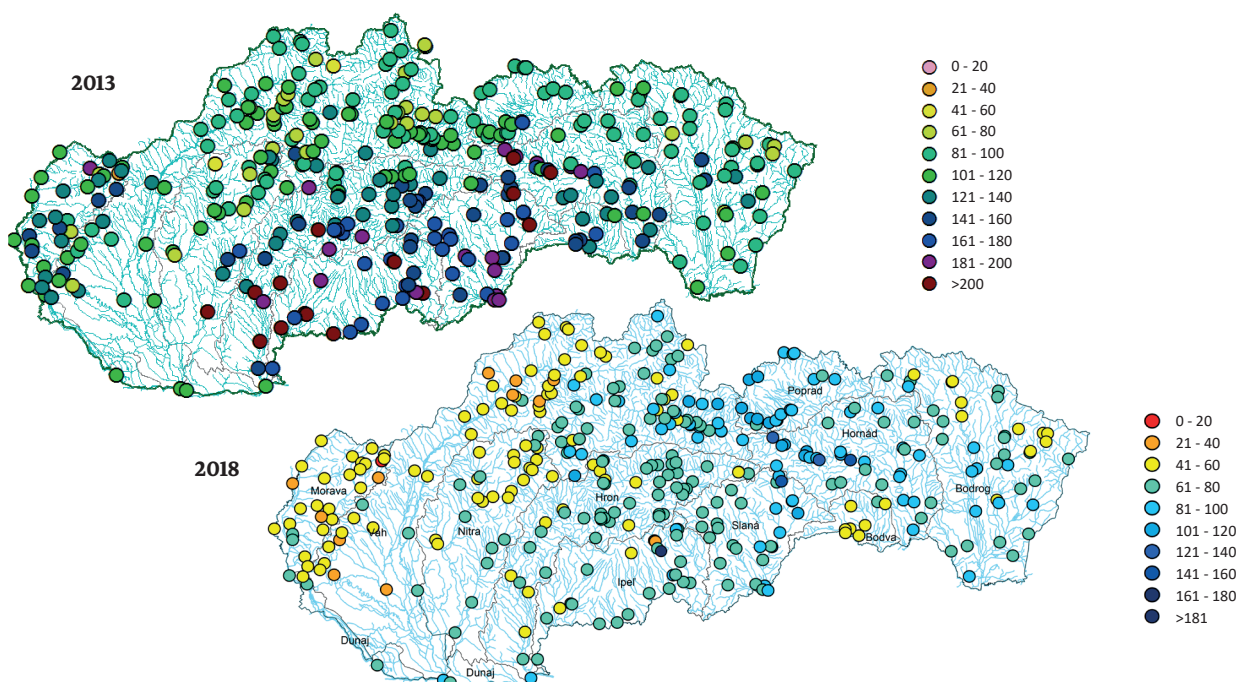 2013
0 - 20
21 - 40
41 - 60
61 - 80
81 - 100
101 - 120
121 - 140
141 - 160
161 - 180
181 - 200
>200
2018
Poprad
Hornád
Morava
Váh
Nitra
Hron
Slaná
Bodrog
Bodva
Ipeľ
Dunaj
Dunaj
0 - 20
21 - 40
41 - 60
61 - 80
81 - 100
101 - 120
121 - 140
141 - 160
161 - 180
>181